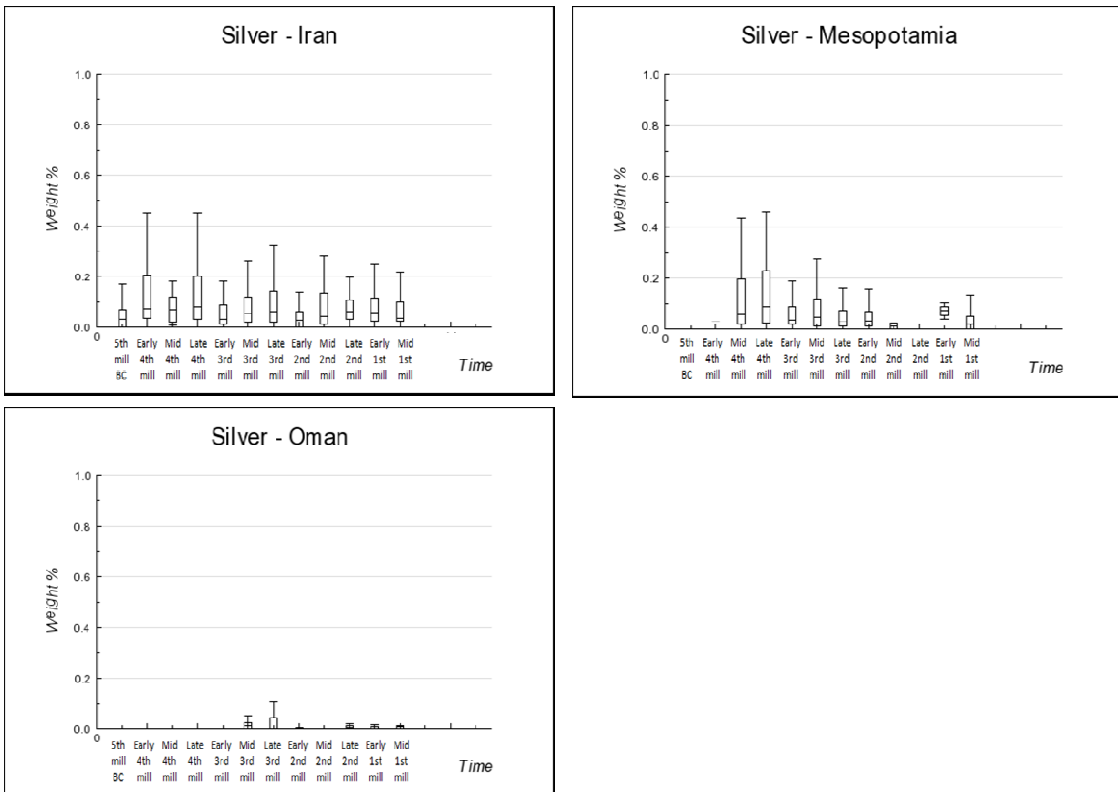 Silver - Iran
1.0
0.8
0.6
0.4
0.2
0.0
0
Weight %
5th Early Mid Late Early Mid Late Early Mid Late Early Mid
mill 4th 4th 4th 3rd 3rd 3rd 2nd 2nd 2nd 1st 1st
BC mill mill mill mill mill mill mill mill mill mill mill
Time
Silver - Mesopotamia
1.0
0.8
0.6
0.4
0.2
0.0
0
Weight %
5th Early Mid Late Early Mid Late Early Mid Late Early Mid
mill 4th 4th 4th 3rd 3rd 3rd 2nd 2nd 2nd 1st 1st
BC mill mill mill mill mill mill mill mill mill mill mill
Time
Silver - Oman
1.0
0.8
0.6
0.4
0.2
0.0
0
Weight %
5th Early Mid Late Early Mid Late Early Mid Late Early Mid
mill 4th 4th 4th 3rd 3rd 3rd 2nd 2nd 2nd 1st 1st
BC mill mill mill mill mill mill mill mill mill mill mill
Time